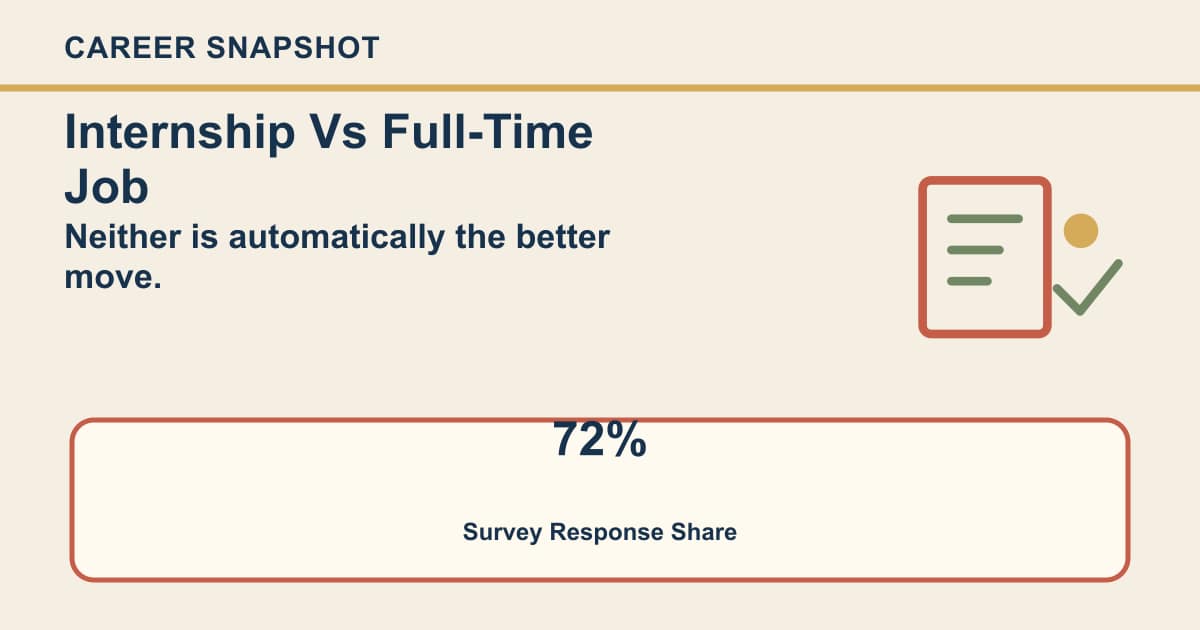 CAREER SNAPSHOT
Internship Vs Full-Time
Job
Neither is automatically the better
move.
72%
Survey Response Share